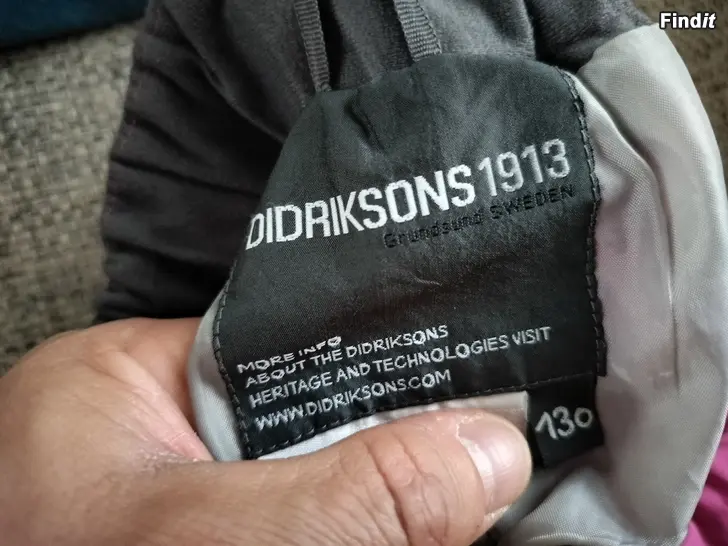 Findit
DIDRIKSONS1913
Grundsund SWEDEN
MORE INFO
ABOUT THE DIDRIKSONS
HERITAGE AND TECHNOLOGIES VISIT
WWW.DIDRIKSONS.COM
130